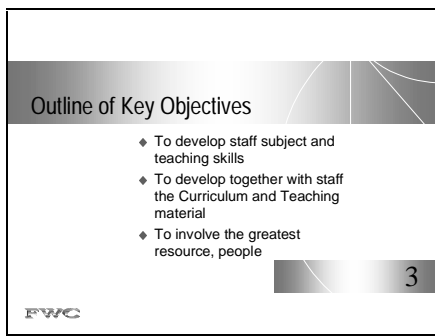 Outline of Key Objectives
◆ To develop staff subject and
teaching skills
◆ To develop together with staff
the Curriculum and Teaching
material
◆ To involve the greatest
resource, people
3
FWC